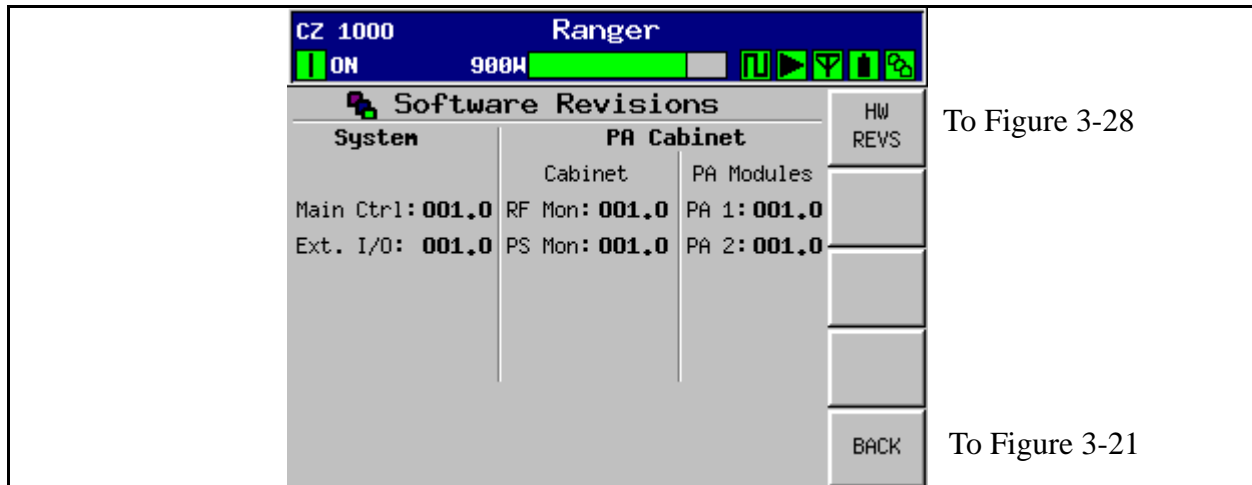 CZ 1000 Ranger
ON 900W
Software Revisions
HW REVS
To Figure 3-28
System PA Cabinet
Cabinet PA Modules
Main Ctrl: 001.0 RF Mon: 001.0 PA 1: 001.0
Ext. I/O: 001.0 PS Mon: 001.0 PA 2: 001.0
BACK To Figure 3-21